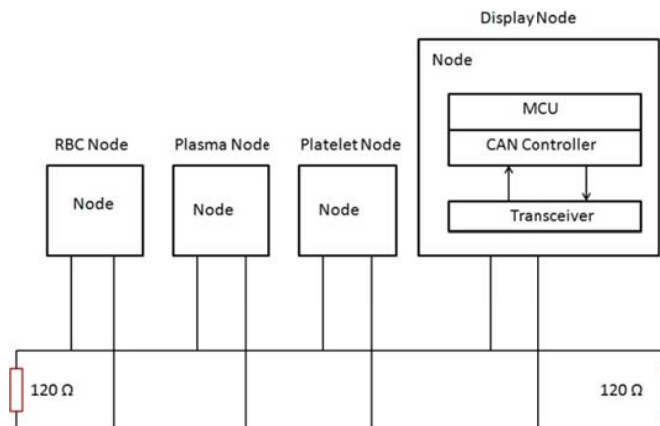 Display Node
Node
MCU
CAN Controller
Transceiver
RBC Node
Plasma Node
Platelet Node
Node
Node
Node
120 Ω
120 Ω